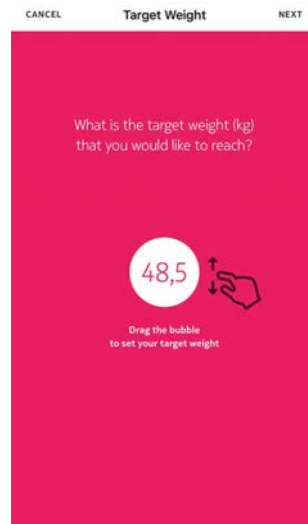 CANCEL Target Weight NEXT
What is the target weight (kg)
that you would like to reach?
48,5
Drag the bubble
to set your target weight